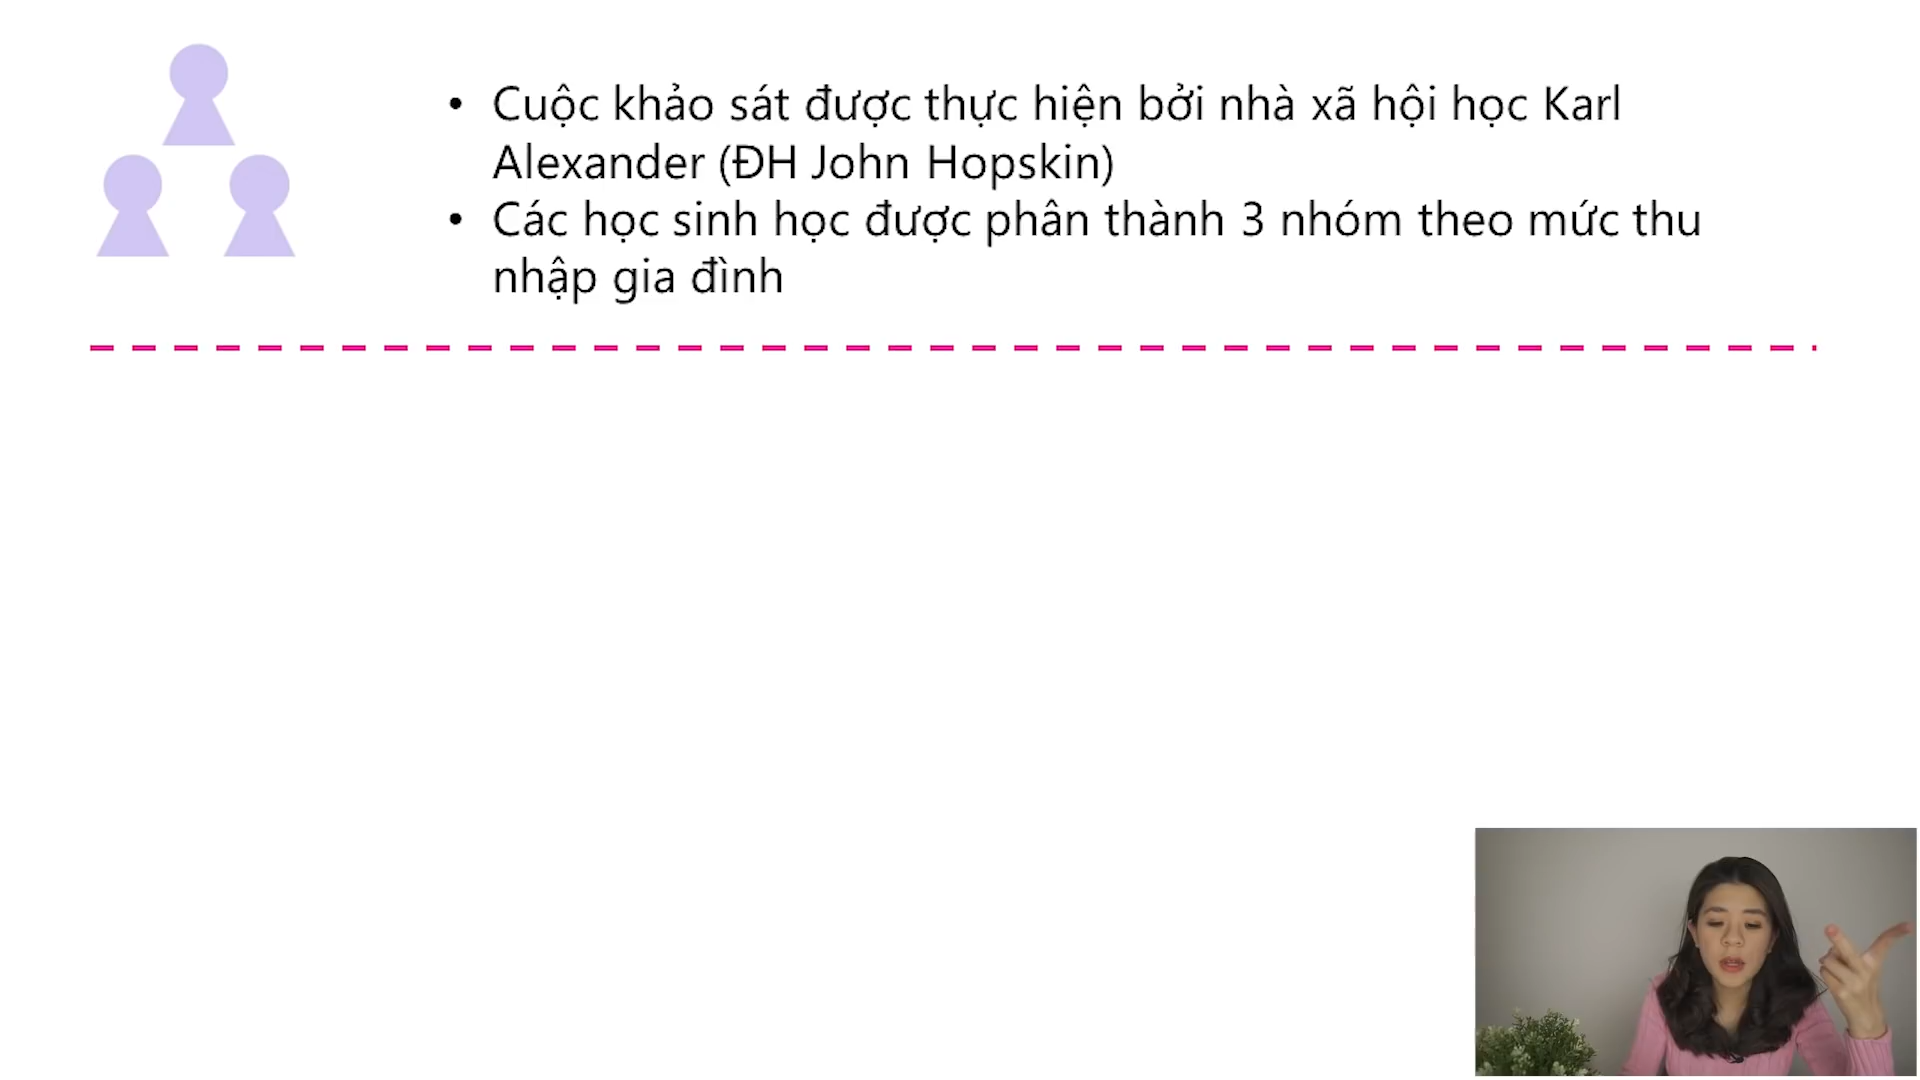 • Cuộc khảo sát được thực hiện bởi nhà xã hội học Karl
Alexander (ĐH John Hopskin)
• Các học sinh học được phân thành 3 nhóm theo mức thu
nhập gia đình